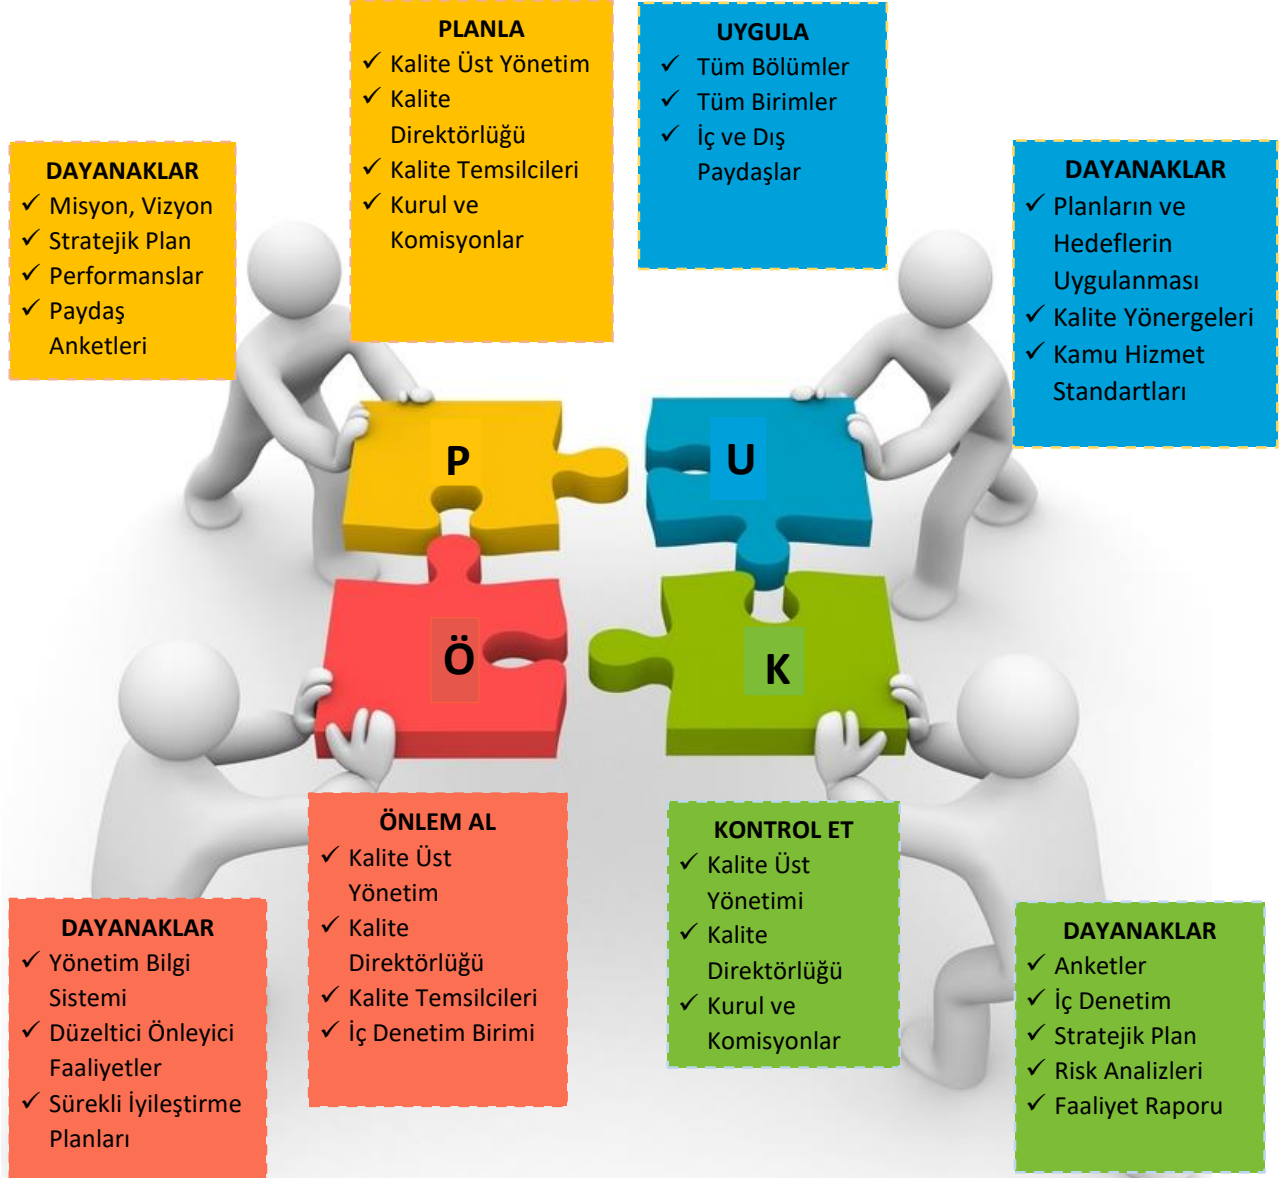 PLANLA
✓ Kalite Üst Yönetim
✓ Kalite
Direktörlüğü
✓ Kalite Temsilcileri
✓ Kurul ve
Komisyonlar
UYGULA
✓ Tüm Bölümler
✓ Tüm Birimler
✓ İç ve Dış
Paydaşlar
DAYANAKLAR
✓ Misyon, Vizyon
✓ Stratejik Plan
✓ Performanslar
✓ Paydaş
Anketleri
DAYANAKLAR
✓ Planların ve
Hedeflerin
Uygulanması
✓ Kalite Yönergeleri
✓ Kamu Hizmet
Standartları
P
U
Ö
K
ÖNLEM AL
✓ Kalite Üst
Yönetim
✓ Kalite
Direktörlüğü
✓ Kalite Temsilcileri
✓ İç Denetim Birimi
KONTROL ET
✓ Kalite Üst
Yönetimi
✓ Kalite
Direktörlüğü
✓ Kurul ve
Komisyonlar
DAYANAKLAR
✓ Yönetim Bilgi
Sistemi
✓ Düzeltici Önleyici
Faaliyetler
✓ Sürekli İyileştirme
Planları
DAYANAKLAR
✓ Anketler
✓ İç Denetim
✓ Stratejik Plan
✓ Risk Analizleri
✓ Faaliyet Raporu